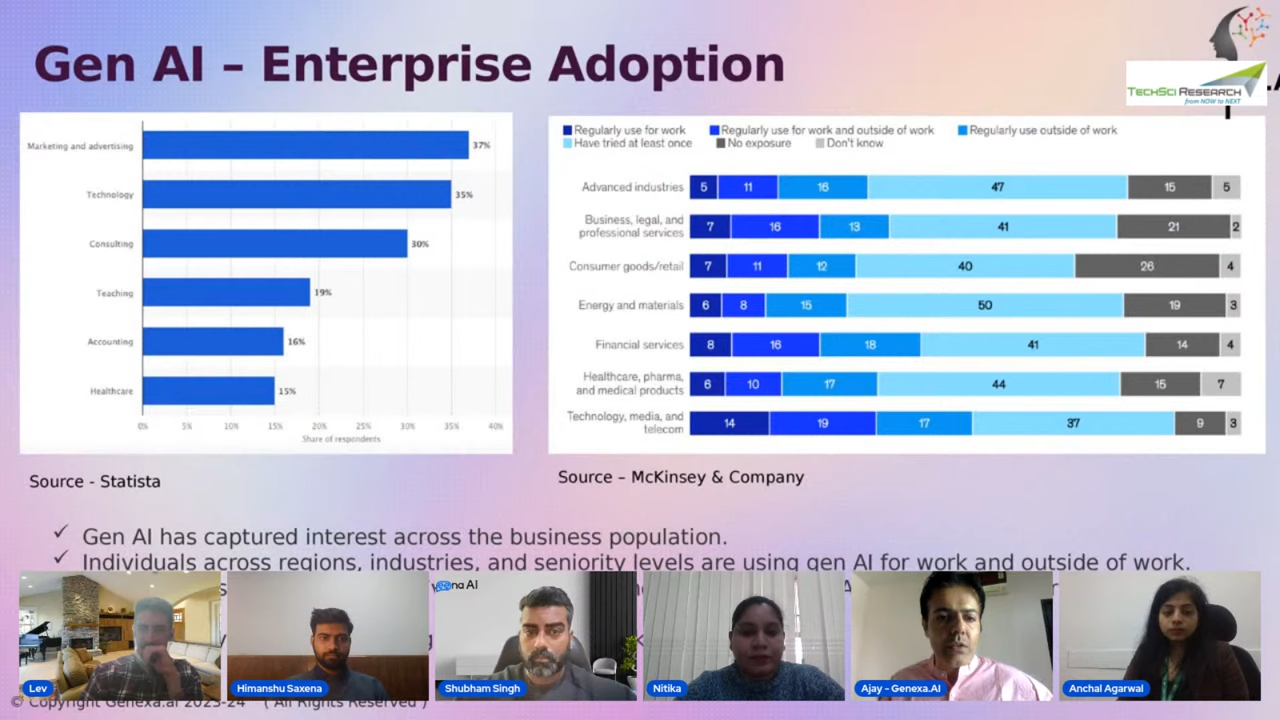 Gen AI – Enterprise Adoption
TECHSCI RESEARCH
from NOW to NEXT
Marketing and advertising 37%
Technology 35%
Consulting 30%
Teaching 19%
Accounting 16%
Healthcare 15%
0% 5% 10% 15% 20% 25% 30% 35% 40%
Share of respondents
Source - Statista
Regularly use for work Regularly use for work and outside of work Regularly use outside of work
Have tried at least once No exposure Don't know
Advanced industries 5 11 16 47 15 5
Business, legal, and
professional services 7 16 13 41 21 2
Consumer goods/retail 7 11 12 40 26 4
Energy and materials 6 8 15 50 19 3
Financial services 8 16 18 41 14 4
Healthcare, pharma,
and medical products 6 10 17 44 15 7
Technology, media, and
telecom 14 19 17 37 9 3
Source – McKinsey & Company
✓ Gen AI has captured interest across the business population.
✓ Individuals across regions, industries, and seniority levels are using gen AI for work and outside of work.
Lev
Himanshu Saxena
Shubham Singh
Nitika
Ajay - Genexa.AI
Anchal Agarwal
© Copyright Genexa.ai 2023-24 ( All Rights Reserved )